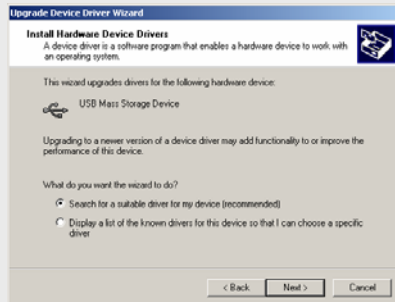 Upgrade Device Driver Wizard
Install Hardware Device Drivers
A device driver is a software program that enables a hardware device to work with
an operating system.
This wizard upgrades drivers for the following hardware device:
USB Mass Storage Device
Upgrading to a newer version of a device driver may add functionality to or improve the
performance of this device.
What do you want the wizard to do?
Search for a suitable driver for my device (recommended)
Display a list of the known drivers for this device so that I can choose a specific
driver
< Back Next > Cancel